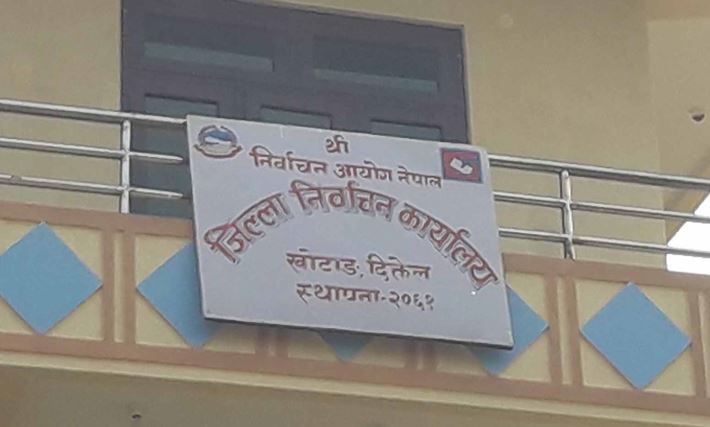 श्री
निर्वाचन आयोग नेपाल
जिल्ला निर्वाचन कार्यालय
खोटाङ, दिक्तेल
स्थापना-२०६१